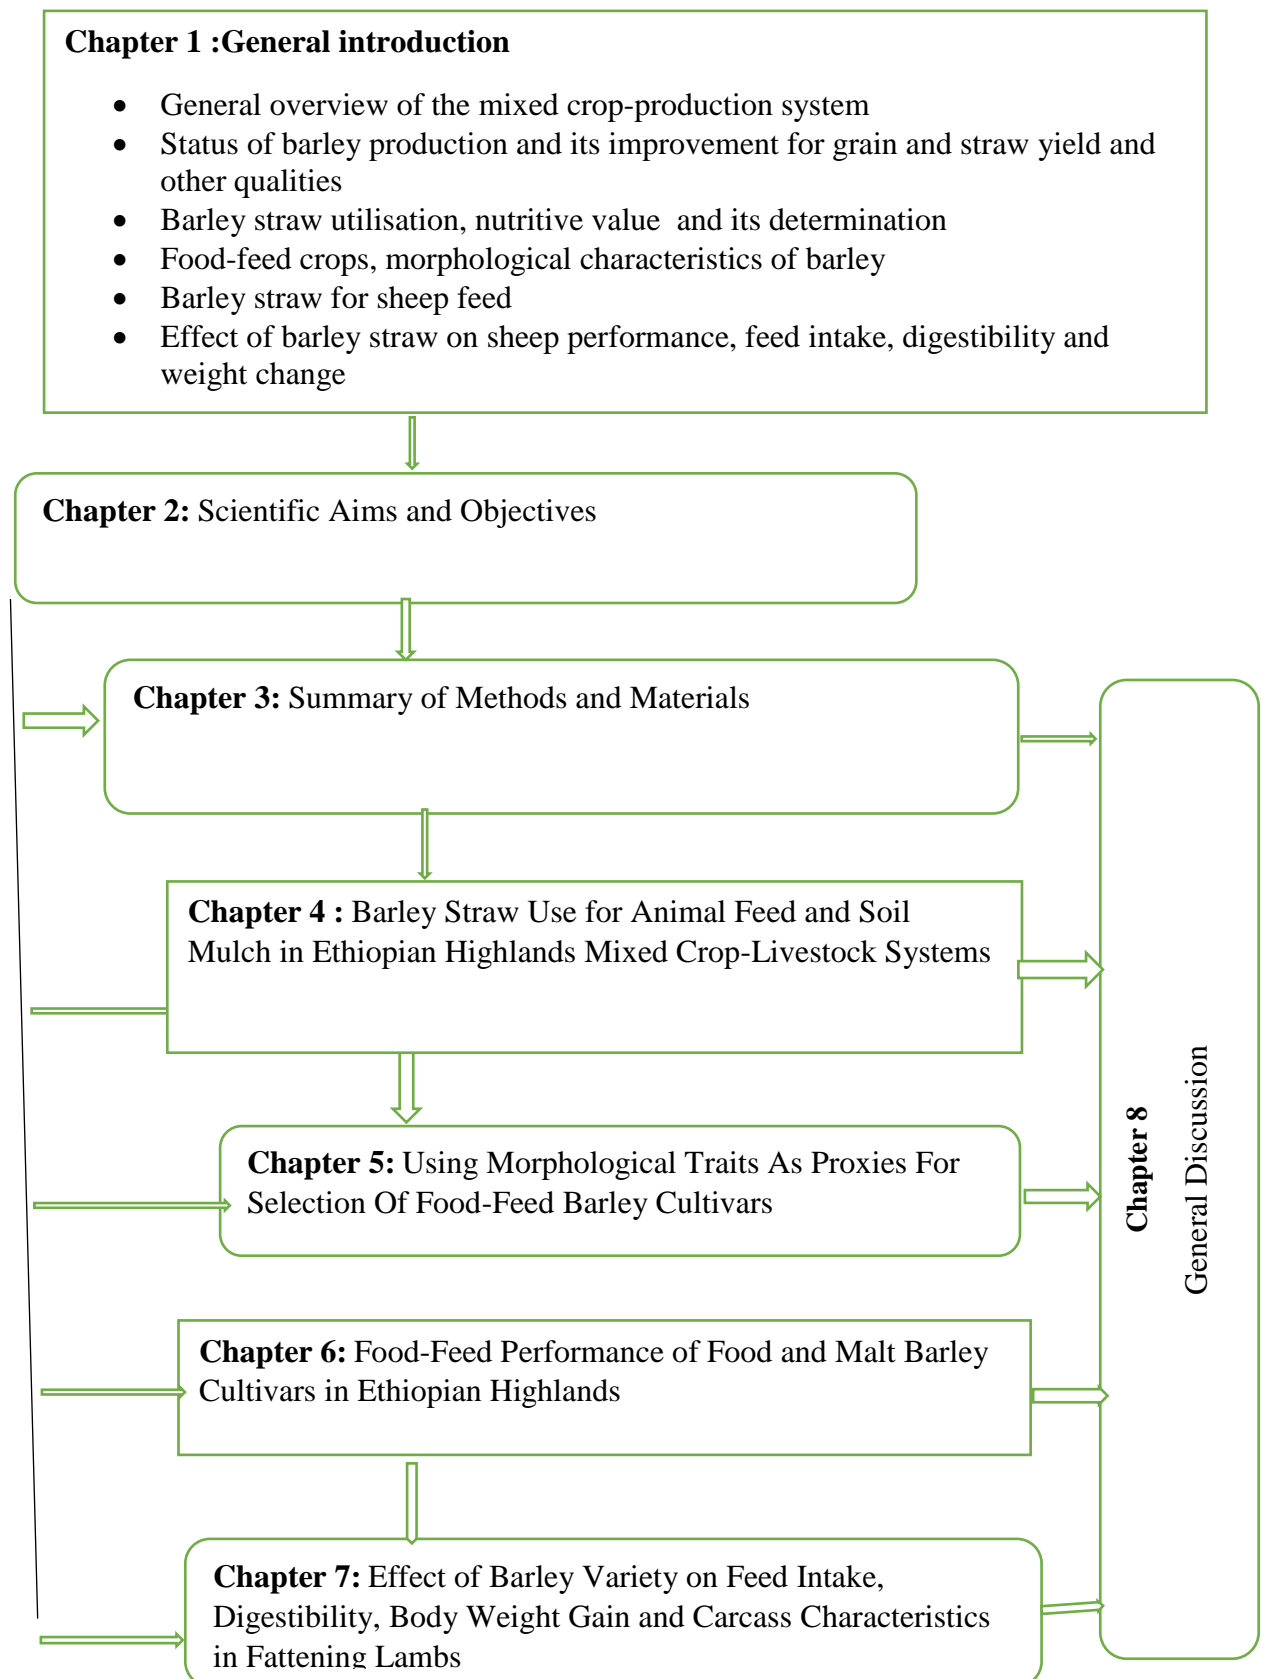 Chapter 1 :General introduction
• General overview of the mixed crop-production system
• Status of barley production and its improvement for grain and straw yield and
other qualities
• Barley straw utilisation, nutritive value  and its determination
• Food-feed crops, morphological characteristics of barley
• Barley straw for sheep feed
• Effect of barley straw on sheep performance, feed intake, digestibility and
weight change
Chapter 2: Scientific Aims and Objectives
Chapter 3: Summary of Methods and Materials
Chapter 4 : Barley Straw Use for Animal Feed and Soil
Mulch in Ethiopian Highlands Mixed Crop-Livestock Systems
Chapter 5: Using Morphological Traits As Proxies For
Selection Of Food-Feed Barley Cultivars
Chapter 6: Food-Feed Performance of Food and Malt Barley
Cultivars in Ethiopian Highlands
Chapter 7: Effect of Barley Variety on Feed Intake,
Digestibility, Body Weight Gain and Carcass Characteristics
in Fattening Lambs
Chapter 8
General Discussion